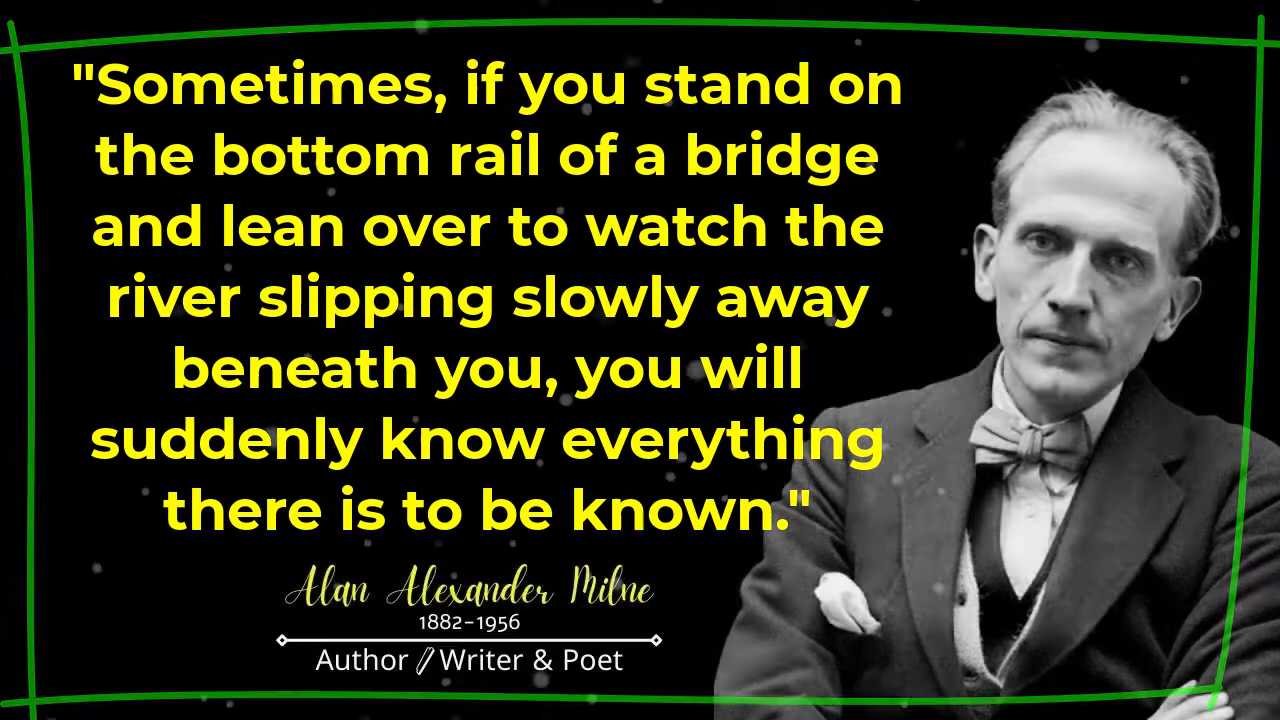 "Sometimes, if you stand on
the bottom rail of a bridge
and lean over to watch the
river slipping slowly away
beneath you, you will
suddenly know everything
there is to be known."
Alan Alexander Milne
1882-1956
Author Writer & Poet